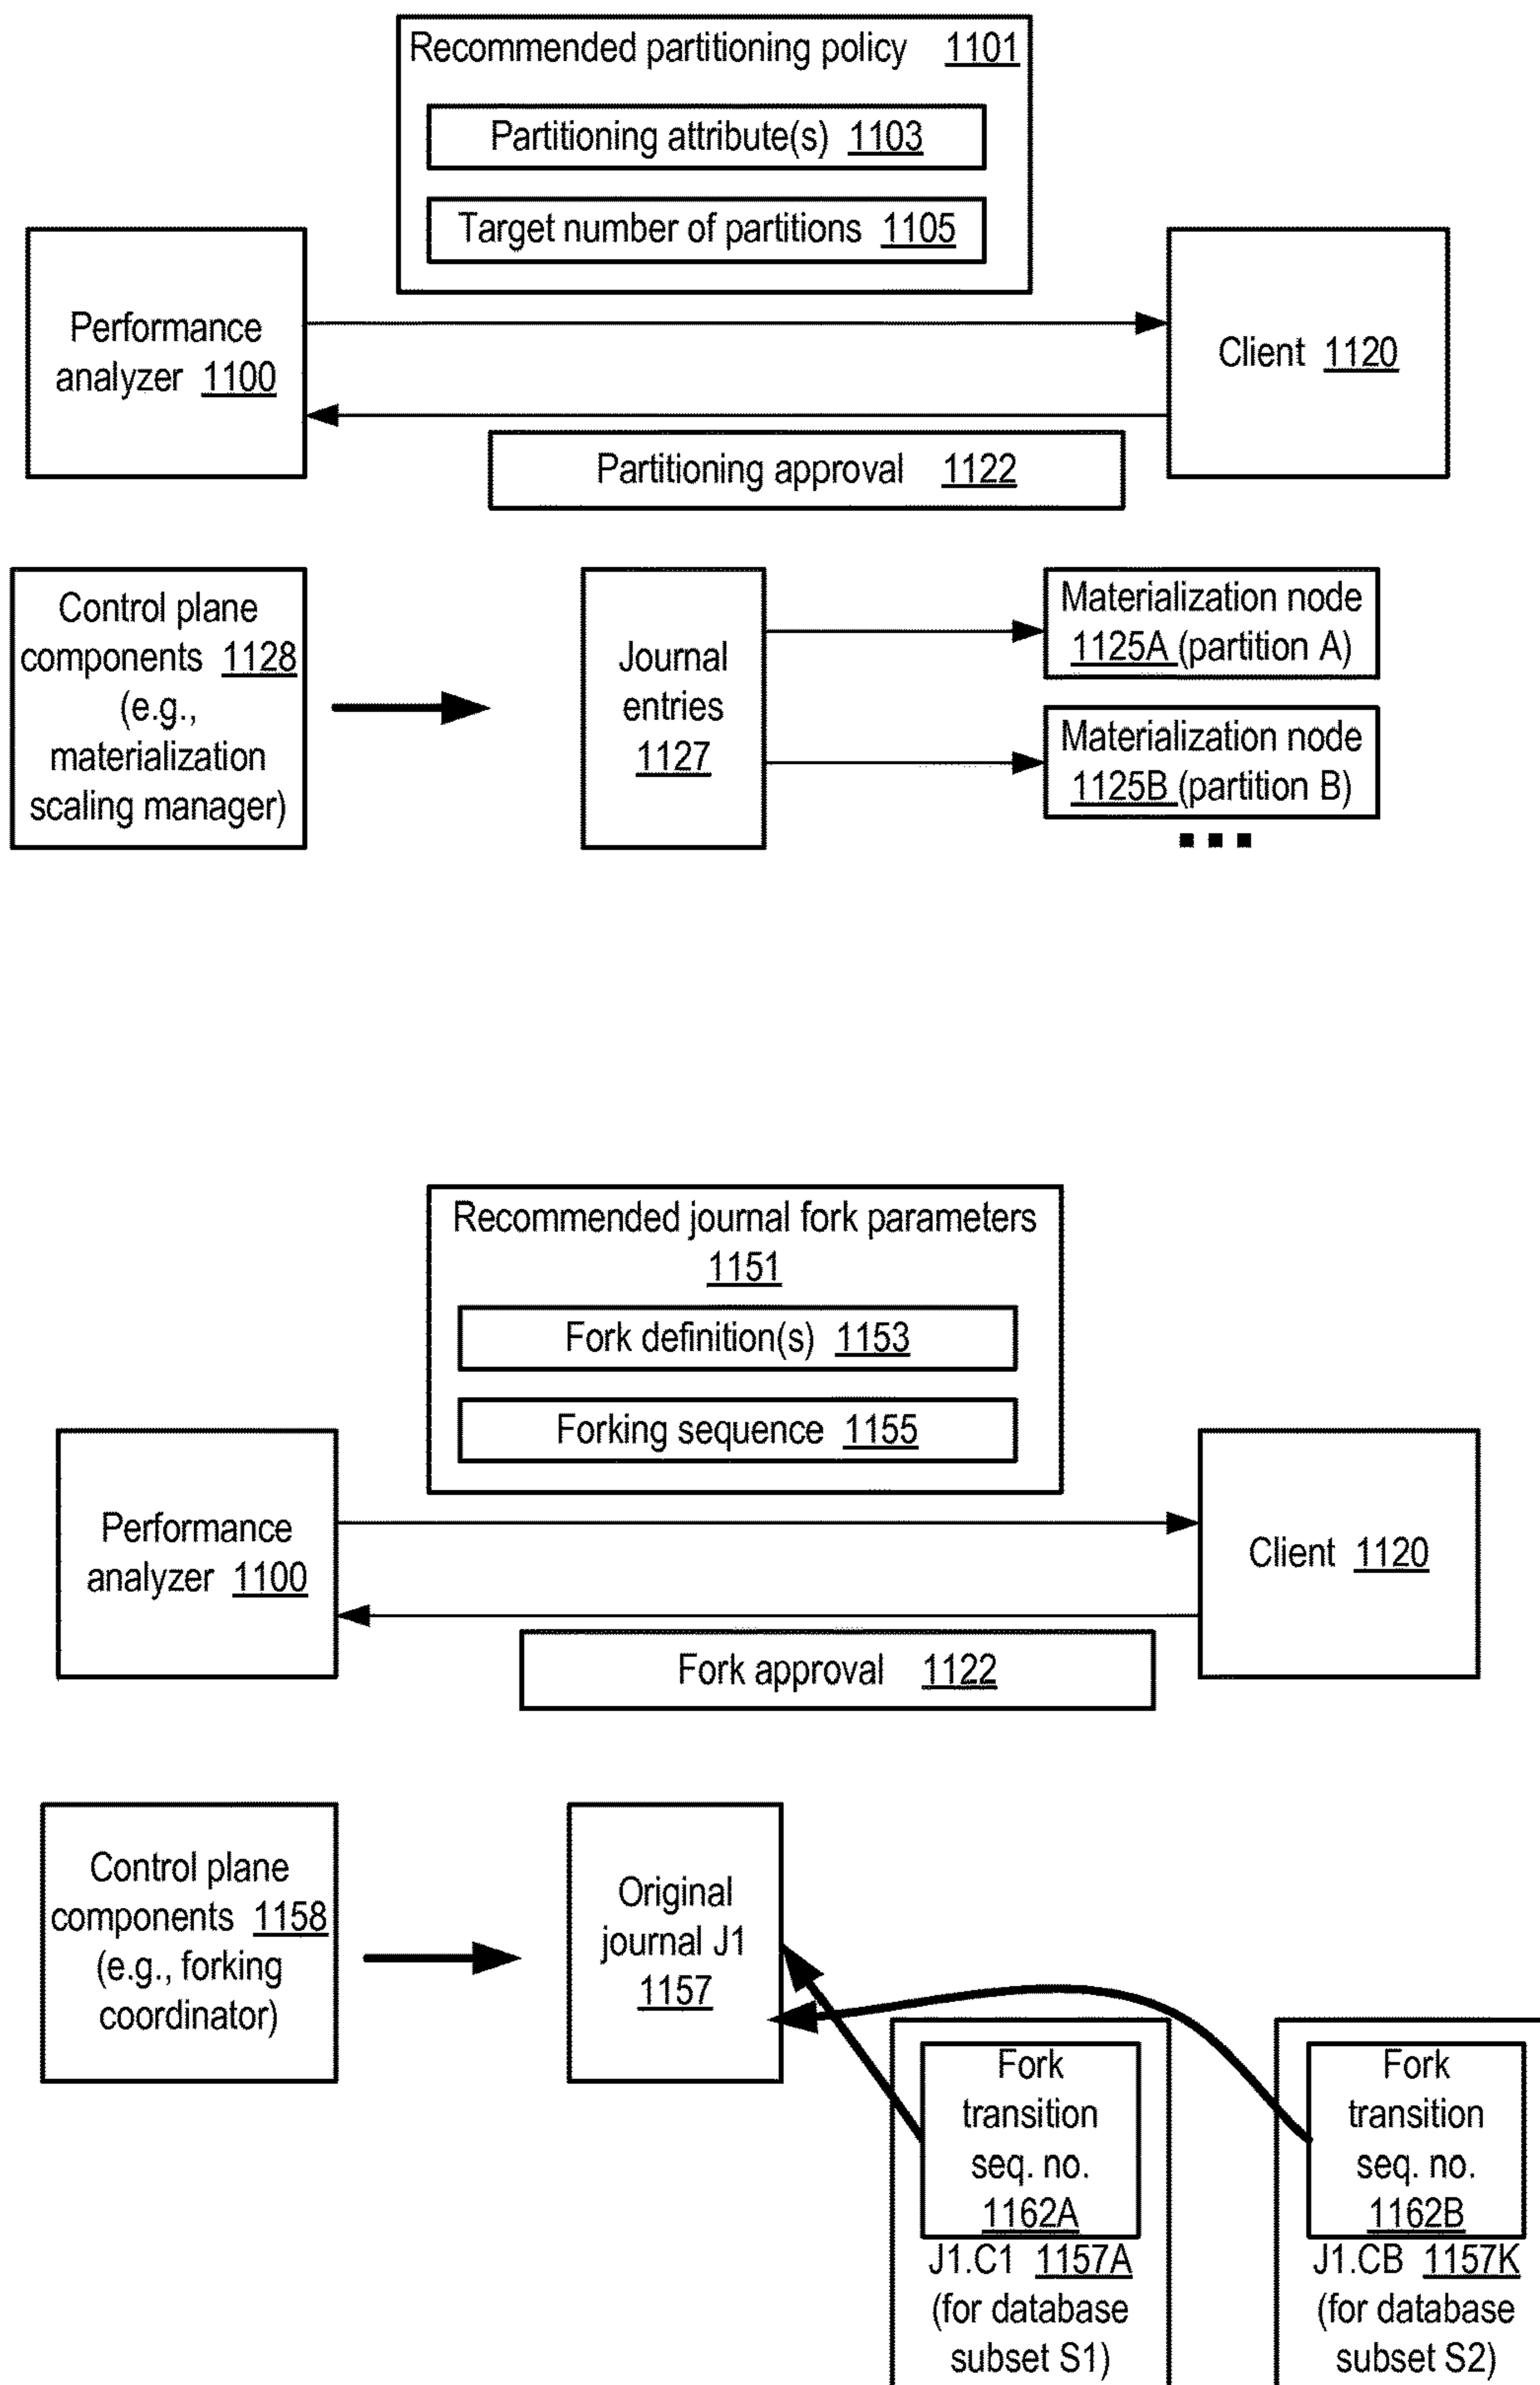 Recommended partitioning policy 1101
Partitioning attribute(s) 1103
Target number of partitions 1105
Performance
analyzer 1100
Client 1120
Partitioning approval 1122
Control plane
components 1128
(e.g.,
materialization
scaling manager)
Journal
entries
1127
Materialization node
1125A (partition A)
Materialization node
1125B (partition B)
Recommended journal fork parameters
1151
Fork definition(s) 1153
Forking sequence 1155
Performance
analyzer 1100
Client 1120
Fork approval 1122
Control plane
components 1158
(e.g., forking
coordinator)
Original
journal J1
1157
Fork
transition
seq. no.
1162A
J1.C1 1157A
(for database
subset S1)
Fork
transition
seq. no.
1162B
J1.CB 1157K
(for database
subset S2)